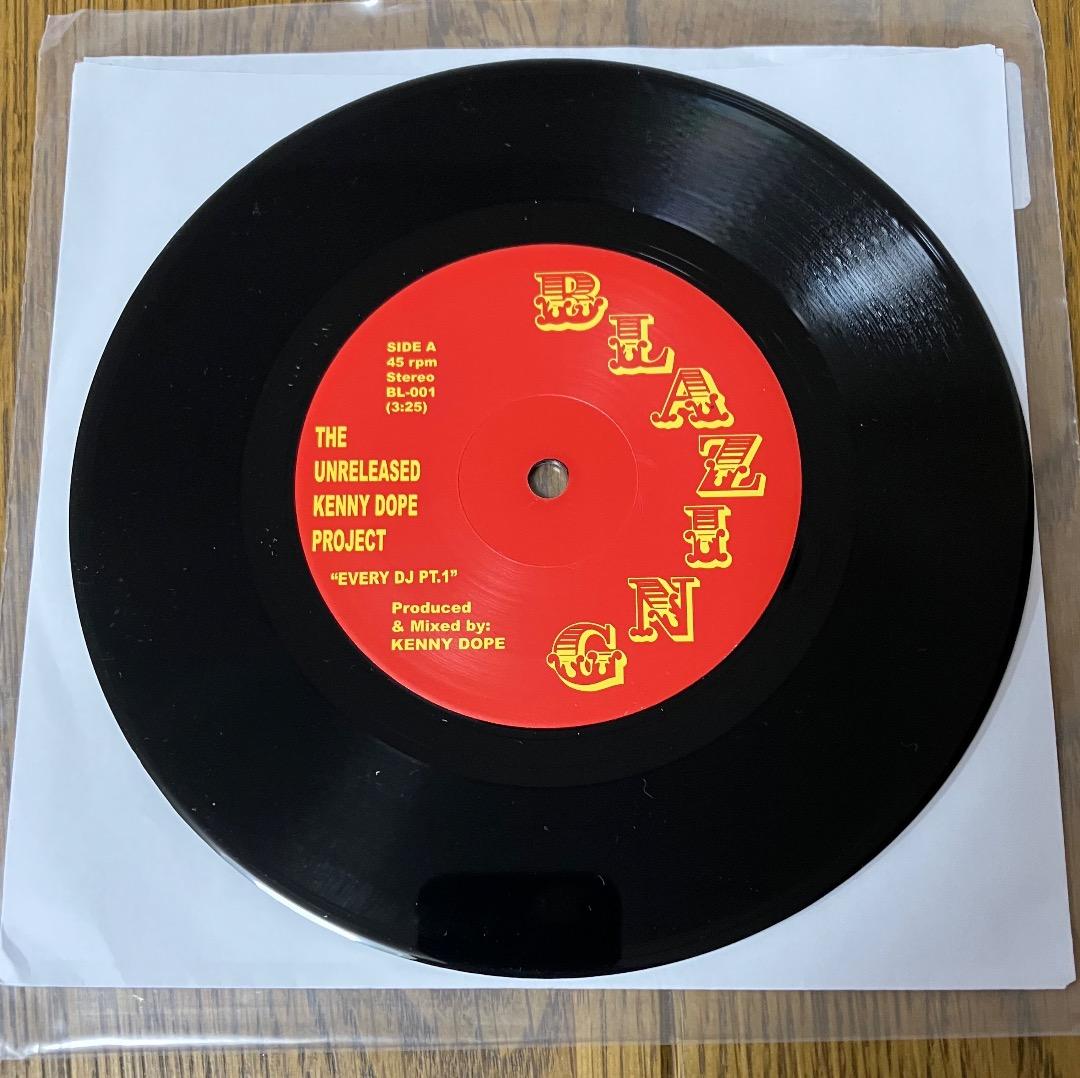 SIDE A
45 rpm
Stereo
BL-001
(3:25)
THE
UNRELEASED
KENNY DOPE
PROJECT
“EVERY DJ PT.1”
Produced
& Mixed by:
KENNY DOPE
BLAZING